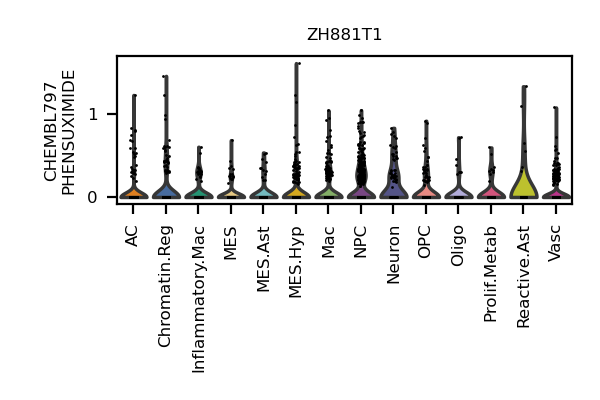 ZH881T1
CHEMBL797
PHENSUXIMIDE
1
0
AC
Chromatin.Reg
Inflammatory.Mac
MES
MES.Ast
MES.Hyp
Mac
NPC
Neuron
OPC
Oligo
Prolif.Metab
Reactive.Ast
Vasc